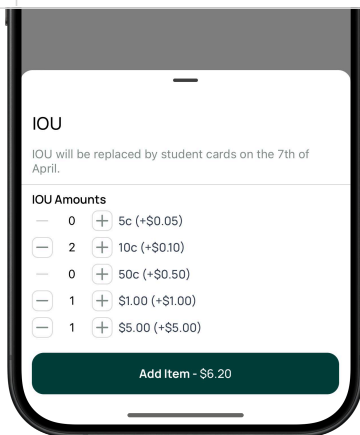 IOU
IOU will be replaced by student cards on the 7th of
April.
IOU Amounts
0 5c (+$0.05)
2 10c (+$0.10)
0 50c (+$0.50)
1 $1.00 (+$1.00)
1 $5.00 (+$5.00)
Add Item - $6.20